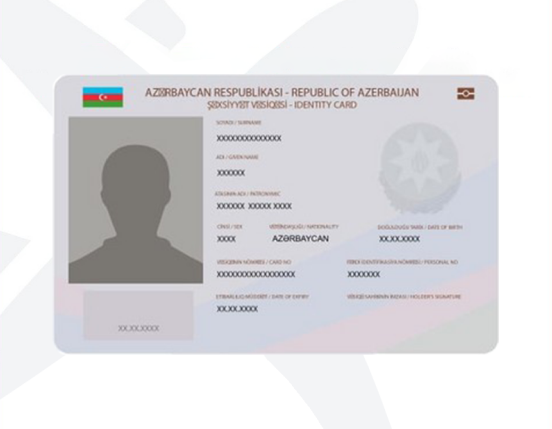 AZƏRBAYCAN RESPUBLİKASI - REPUBLIC OF AZERBAIJAN
ŞƏXSİYYƏT VƏSİQƏSİ - IDENTITY CARD
SOYADI / SURNAME
XXXXXXXXXXXXXX
ADI / GIVEN NAME
XXXXXX
ATASININ ADI / PATRONYMIC
XXXXXX XXXXX XXXX
CİNSİ / SEX VƏTƏNDAŞLIĞI / NATIONALITY DOĞULDUĞU TARİX / DATE OF BIRTH
XXXX AZƏRBAYCAN XX.XX.XXXX
VƏSİQƏNİN NÖMRƏSİ / CARD NO FƏRDİ İDENTİFİKASİYA NÖMRƏSİ / PERSONAL NO
XXXXXXXXXXXXXXXXX XXXXXXX
ETİBARLILIQ MÜDDƏTİ / DATE OF EXPIRY VƏSİQƏ SAHİBİNİN İMZASI / HOLDER'S SIGNATURE
XX.XX.XXXX
XX.XX.XXXX